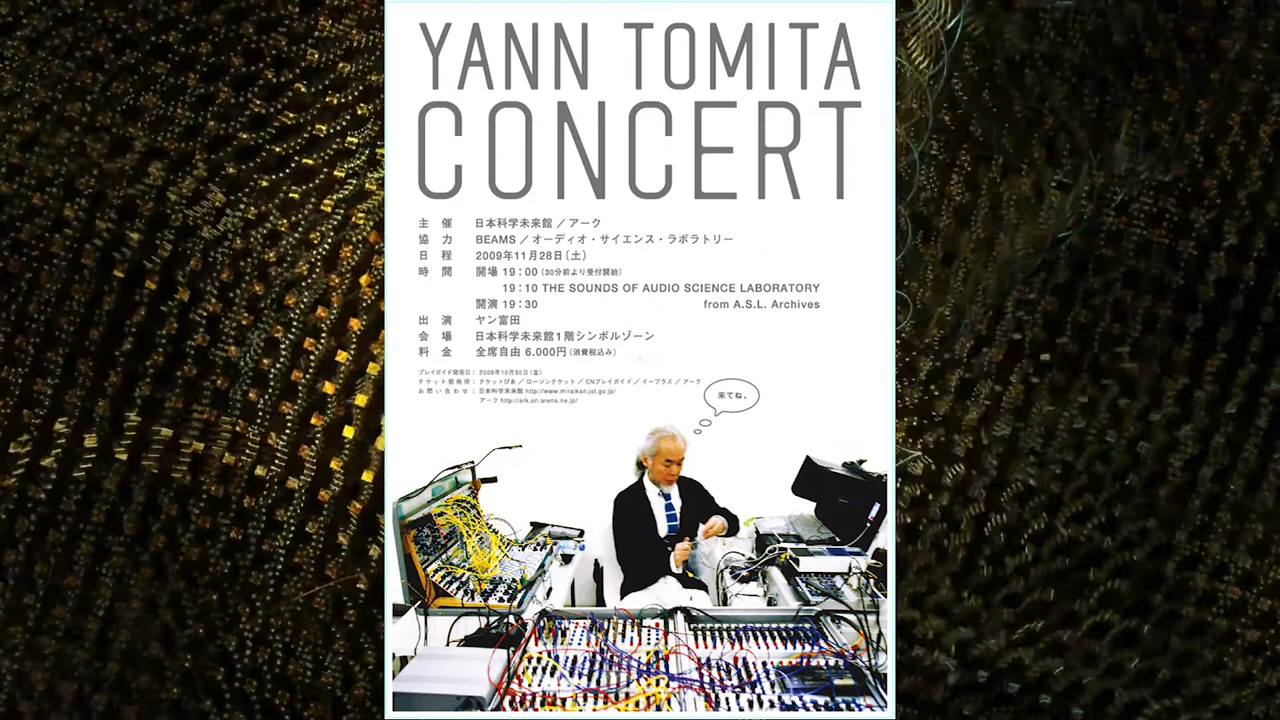 YANN TOMITA
CONCERT
主 催 日本科学未来館 ／アーク
協 力 BEAMS ／オーディオ・サイエンス・ラボラトリー
日 程 2009年11月28日(土)
時 間 開場 19：00 (30分前より受付開始)
19：10 THE SOUNDS OF AUDIO SCIENCE LABORATORY
開演 19：30 from A.S.L. Archives
出 演 ヤン富田
会 場 日本科学未来館1階シンボルゾーン
料 金 全席自由 6.000円(消費税込み)
プレイガイド発売日： 2009年10月30日(金)
チケット発売所： チケットぴあ ／ ローソンチケット ／ CNプレイガイド ／ イープラス ／ アーク
お問い合わせ： 日本科学未来館 http://www.miraikan.jst.go.jp/
アーク http://ark.on.arena.ne.jp/
来てね。